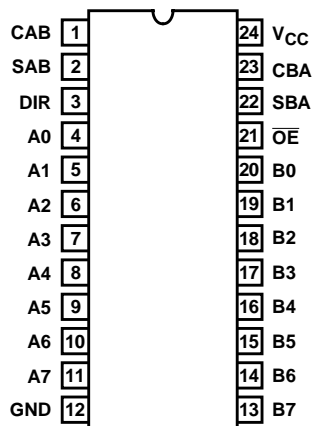 CAB 1 24 VCC
SAB 2 23 CBA
DIR 3 22 SBA
A0 4 21 O̅E̅
A1 5 20 B0
A2 6 19 B1
A3 7 18 B2
A4 8 17 B3
A5 9 16 B4
A6 10 15 B5
A7 11 14 B6
GND 12 13 B7